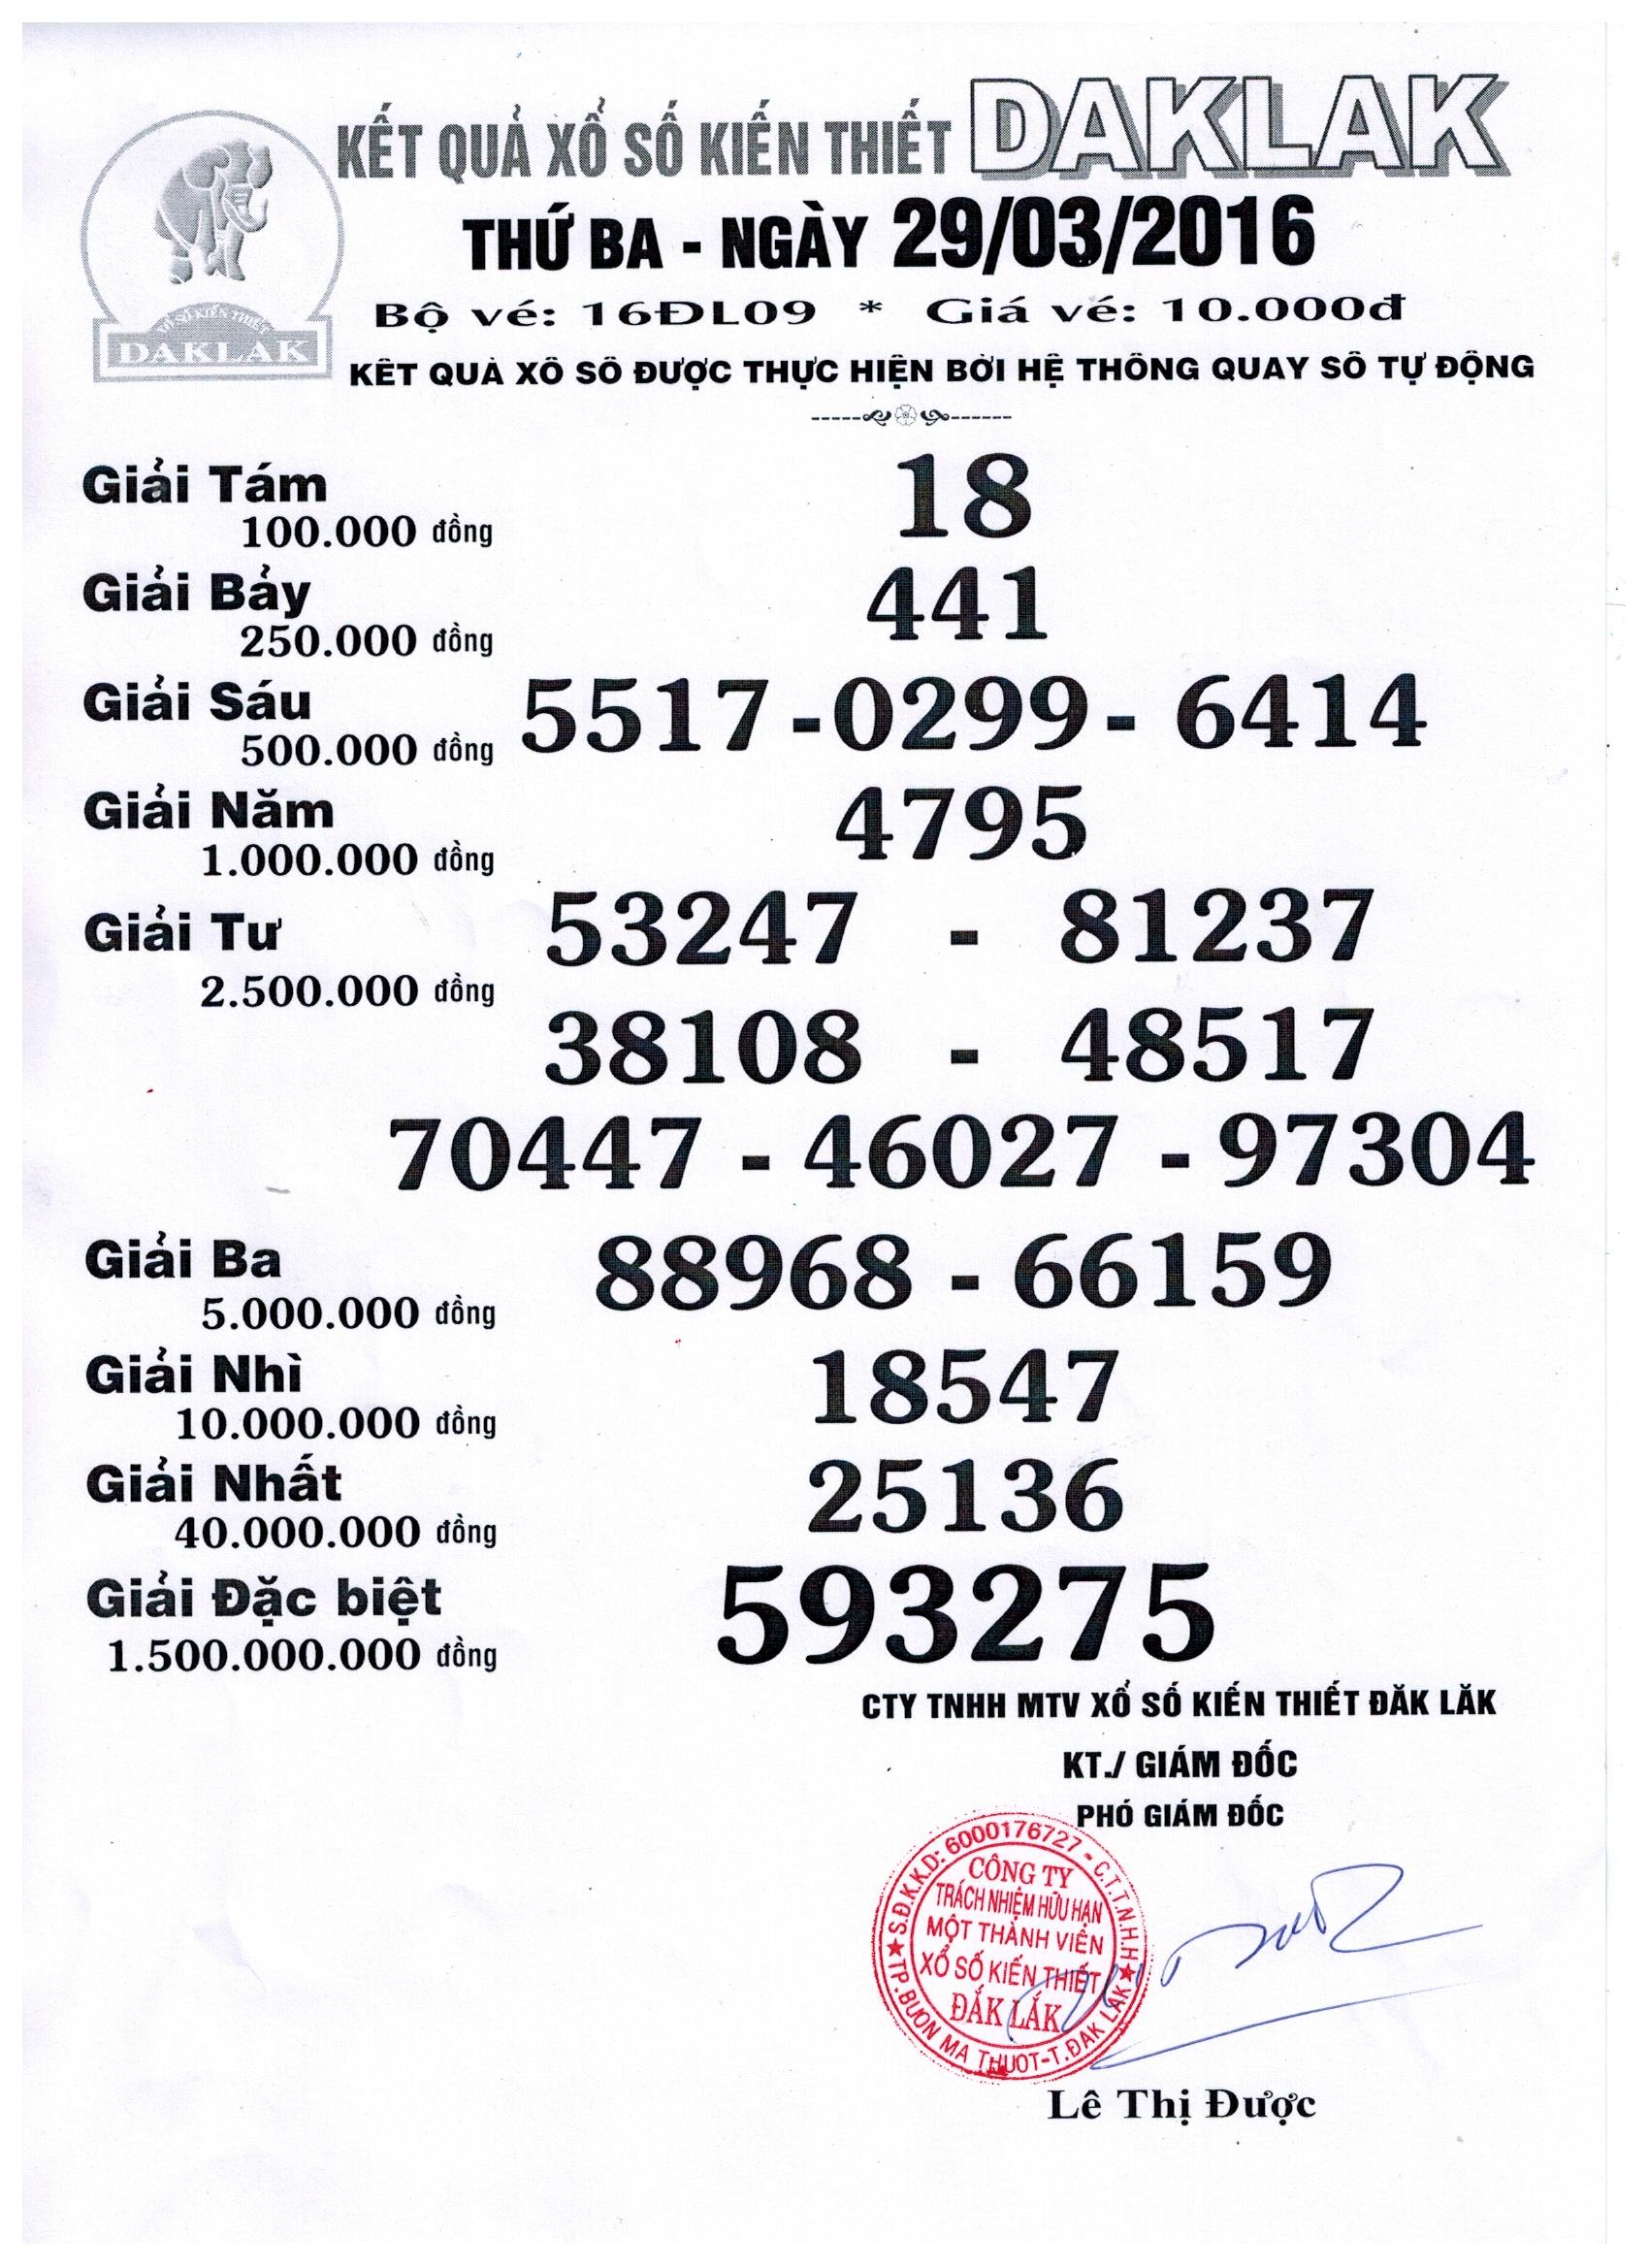 KẾT QUẢ XỔ SỐ KIẾN THIẾT DAKLAK
THỨ BA - NGÀY 29/03/2016
Bộ vé: 16ĐL09 * Giá vé: 10.000đ
XỔ SỐ KIẾN THIẾT
DAKLAK
KẾT QUẢ XỔ SỐ ĐƯỢC THỰC HIỆN BỞI HỆ THỐNG QUAY SỐ TỰ ĐỘNG
Giải Tám
18
100.000 đồng
Giải Bảy
441
250.000 đồng
Giải Sáu
5517 - 0299 - 6414
500.000 đồng
Giải Năm
4795
1.000.000 đồng
Giải Tư
53247 - 81237
2.500.000 đồng
38108 - 48517
70447 - 46027 - 97304
Giải Ba
88968 - 66159
5.000.000 đồng
Giải Nhì
18547
10.000.000 đồng
Giải Nhất
25136
40.000.000 đồng
Giải Đặc biệt
593275
1.500.000.000 đồng
CTY TNHH MTV XỔ SỐ KIẾN THIẾT ĐĂK LĂK
KT./ GIÁM ĐỐC
PHÓ GIÁM ĐỐC
S.Đ.K.K.D: 6000176727 - C.T.T.N.H.H
CÔNG TY
TRÁCH NHIỆM HỮU HẠN
MỘT THÀNH VIÊN
XỔ SỐ KIẾN THIẾT
ĐẮK LẮK
TP.BUÔN MA THUỘT-T.ĐAK LAK
Lê Thị Được